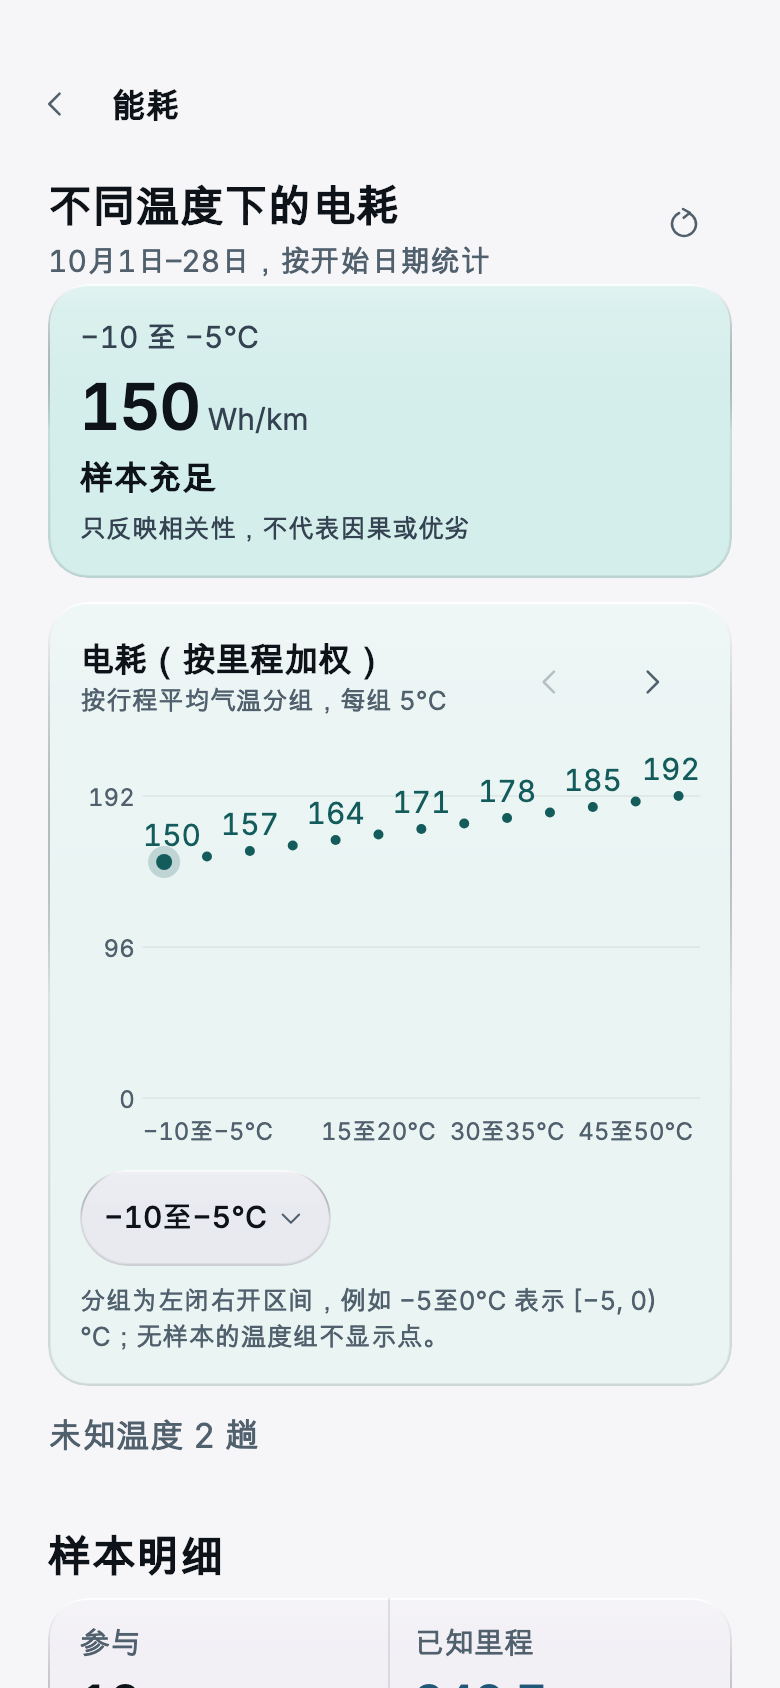 能耗
不同温度下的电耗
10月1日–28日，按开始日期统计
−10 至 −5°C
150 Wh/km
样本充足
只反映相关性，不代表因果或优劣
电耗（按里程加权）
按行程平均气温分组，每组 5°C
192
150 157 164 171 178 185 192
96
0
−10至−5°C 15至20°C 30至35°C 45至50°C
−10至−5°C
分组为左闭右开区间，例如 −5至0°C 表示 [−5, 0)
°C；无样本的温度组不显示点。
未知温度 2 趟
样本明细
参与 已知里程